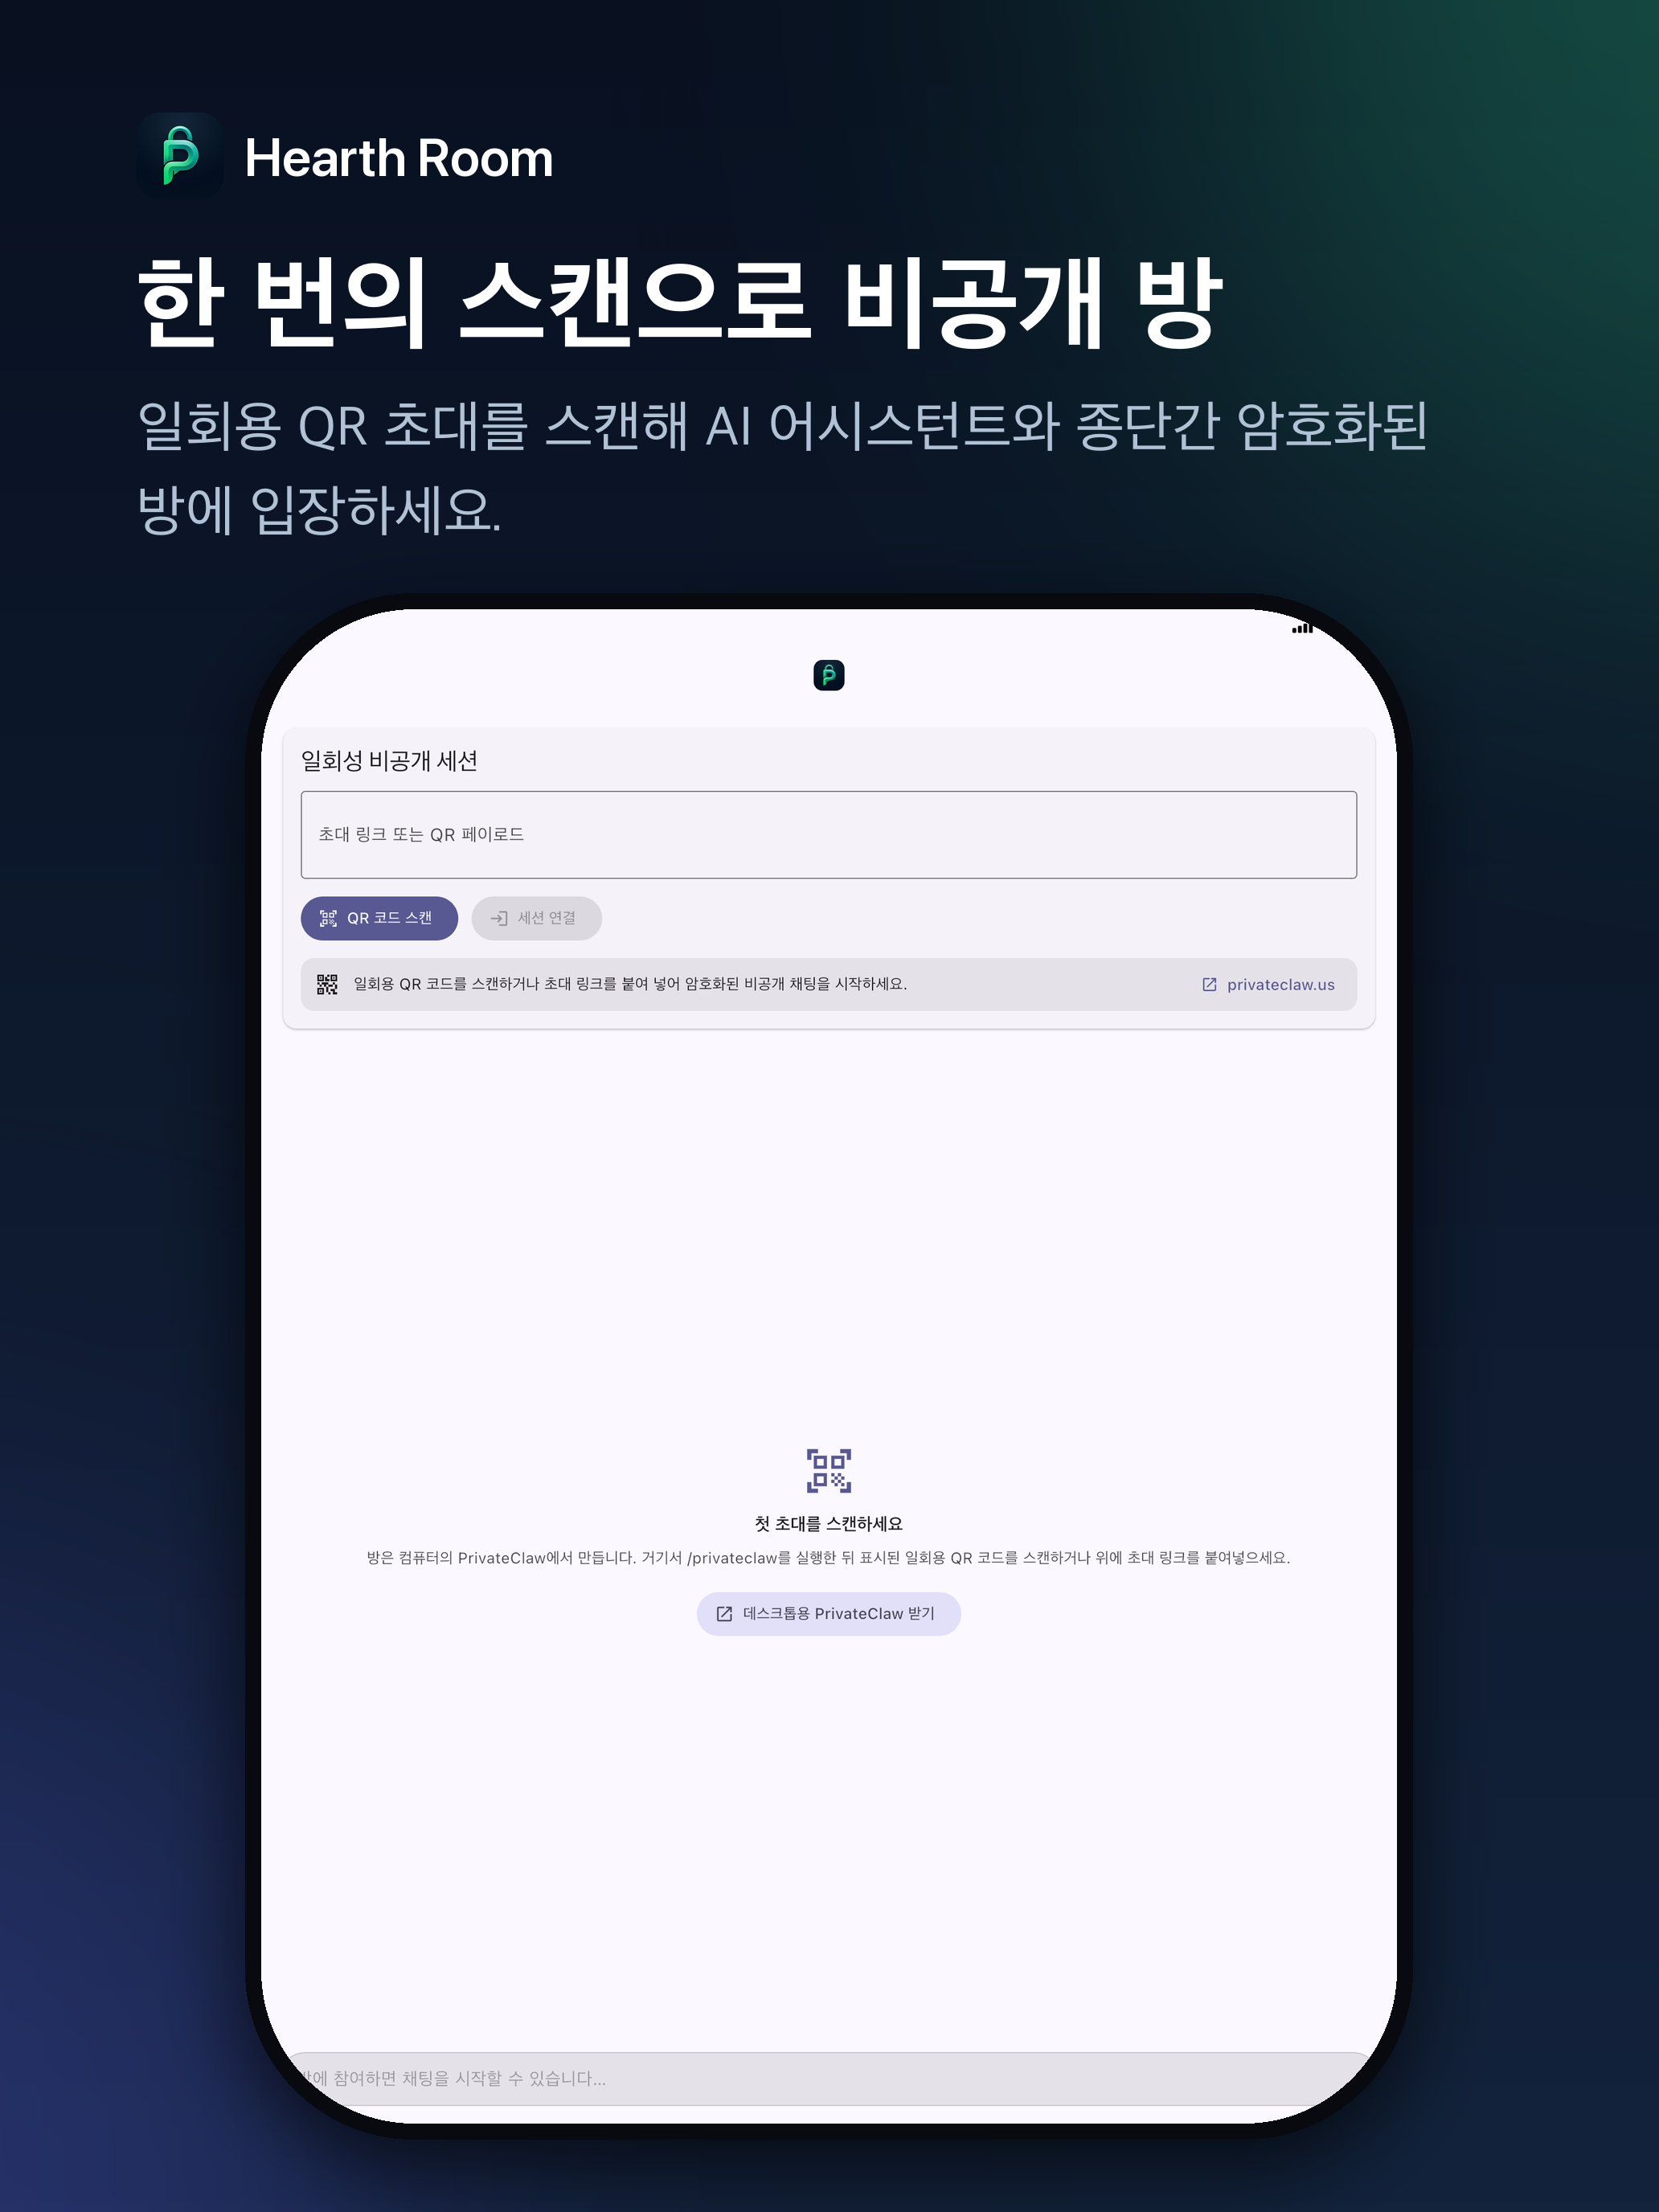 Hearth Room
한 번의 스캔으로 비공개 방
일회용 QR 초대를 스캔해 AI 어시스턴트와 종단간 암호화된
방에 입장하세요.
일회성 비공개 세션
초대 링크 또는 QR 페이로드
QR 코드 스캔
세션 연결
일회용 QR 코드를 스캔하거나 초대 링크를 붙여 넣어 암호화된 비공개 채팅을 시작하세요.
privateclaw.us
첫 초대를 스캔하세요
방은 컴퓨터의 PrivateClaw에서 만듭니다. 거기서 /privateclaw를 실행한 뒤 표시된 일회용 QR 코드를 스캔하거나 위에 초대 링크를 붙여넣으세요.
데스크톱용 PrivateClaw 받기
방에 참여하면 채팅을 시작할 수 있습니다...